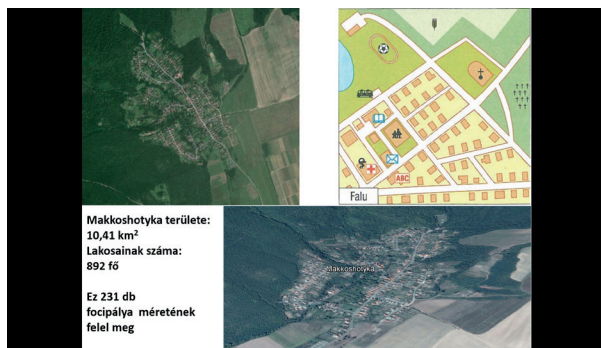 ABC
Falu
Makkoshotyka területe:
10,41 km²
Lakosainak száma:
892 fő
Ez 231 db
focipálya méretének
felel meg
Makkoshotyka